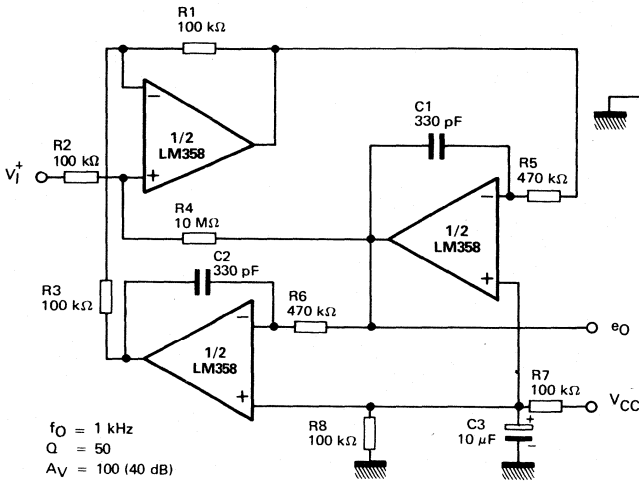 R1
100 kΩ
C1
330 pF
R2
100 kΩ
1/2
LM358
R5
470 kΩ
V_I^+
R4
10 MΩ
1/2
LM358
C2
330 pF
R3
100 kΩ
R6
470 kΩ
e_O
1/2
LM358
R7
100 kΩ
V_CC
R8
100 kΩ
C3
10 μF
f_O = 1 kHz
Q = 50
A_V = 100 (40 dB)